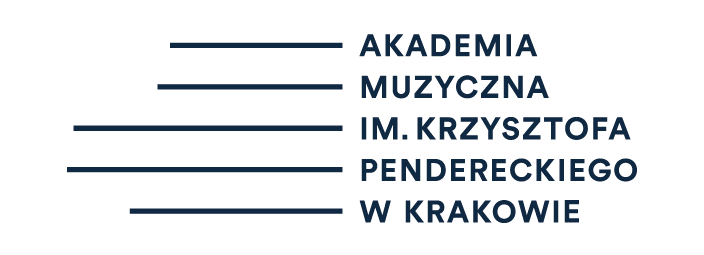 AKADEMIA
MUZYCZNA
IM. KRZYSZTOFA
PENDERECKIEGO
W KRAKOWIE